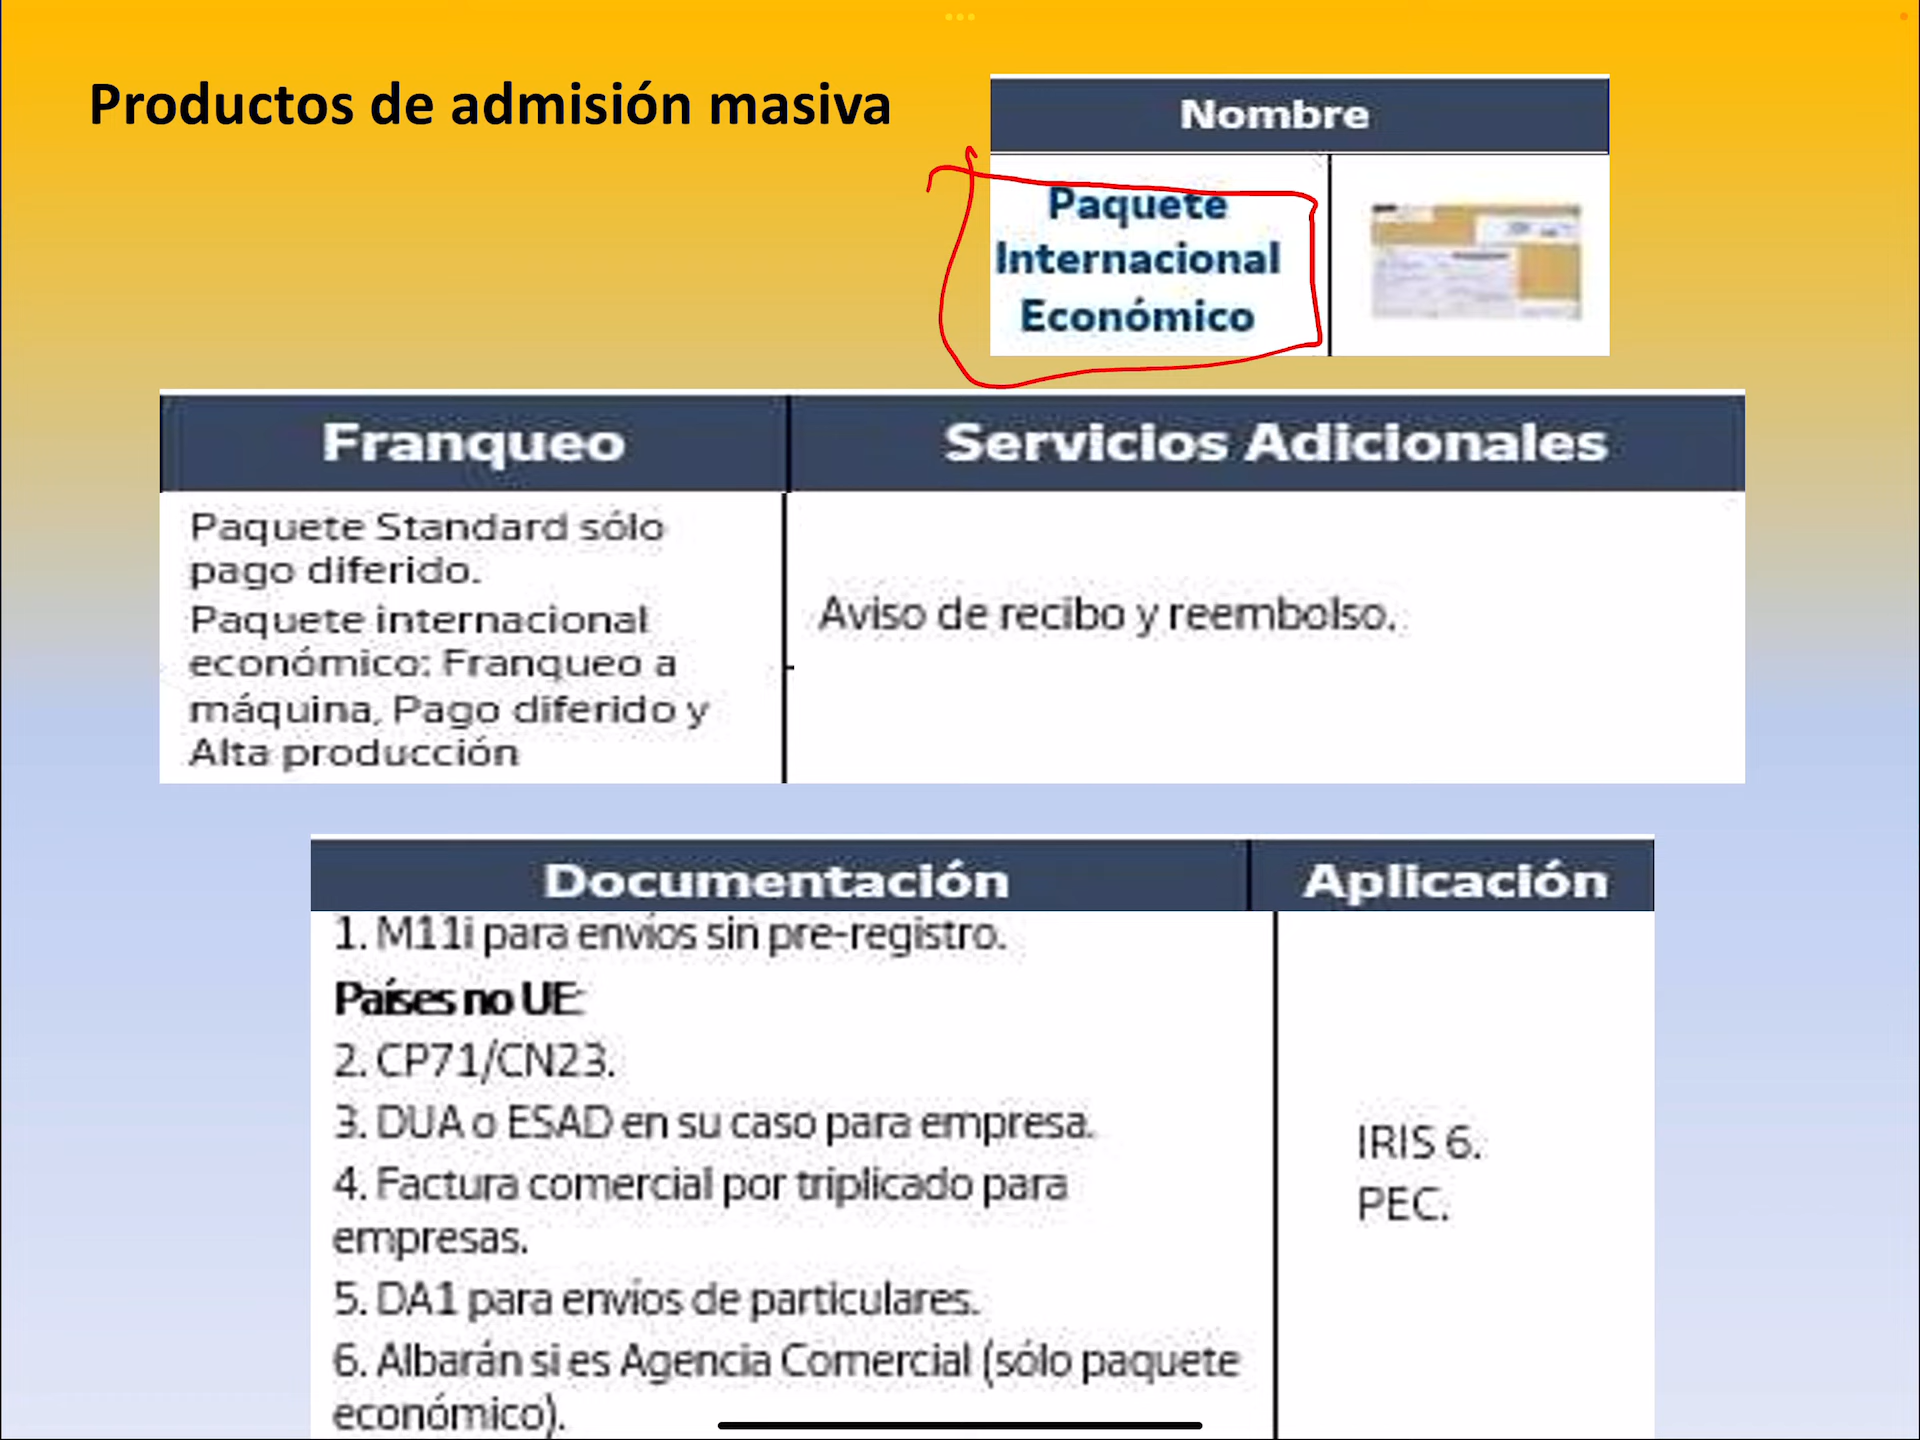 Productos de admisión masiva
Nombre
Paquete
Internacional
Económico
Franqueo
Servicios Adicionales
Paquete Standard sólo
pago diferido.
Paquete internacional
económico: Franqueo a
máquina, Pago diferido y
Alta producción
Aviso de recibo y reembolso.
Documentación
Aplicación
1. M11i para envíos sin pre-registro.
Países no UE:
2. CP71/CN23.
3. DUA o ESAD en su caso para empresa.
4. Factura comercial por triplicado para
empresas.
5. DA1 para envíos de particulares.
6. Albarán si es Agencia Comercial (sólo paquete
económico).
IRIS 6.
PEC.